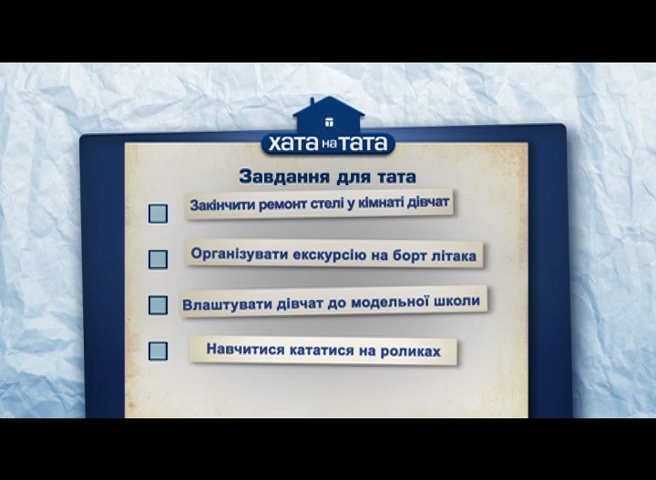 ХАТА НА ТАТА
Завдання для тата
Закінчити ремонт стелі у кімнаті дівчат
Організувати екскурсію на борт літака
Влаштувати дівчат до модельної школи
Навчитися кататися на роликах